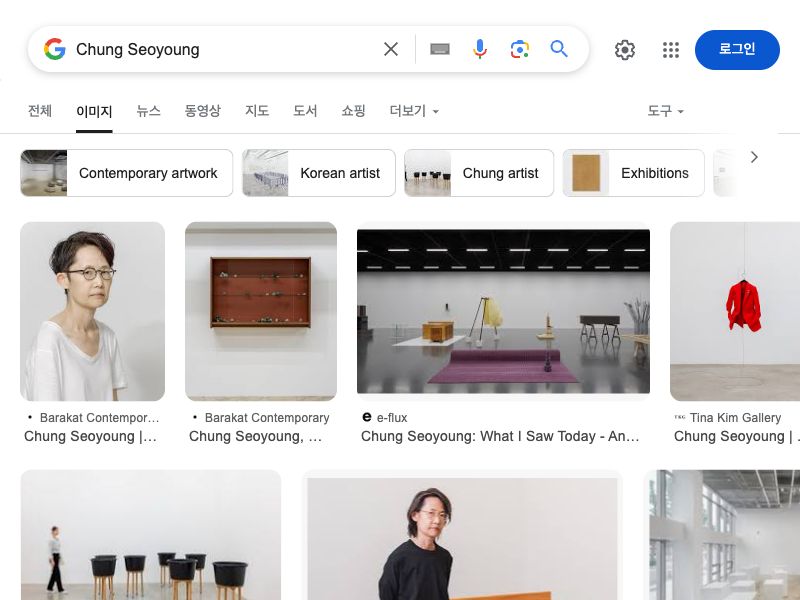 Chung Seoyoung
로그인
전체 이미지 뉴스 동영상 지도 도서 쇼핑 더보기 도구
Contemporary artwork Korean artist Chung artist Exhibitions
Barakat Contempor… Barakat Contemporary e e-flux TKG Tina Kim Gallery
Chung Seoyoung |… Chung Seoyoung, … Chung Seoyoung: What I Saw Today - An… Chung Seoyoung | …